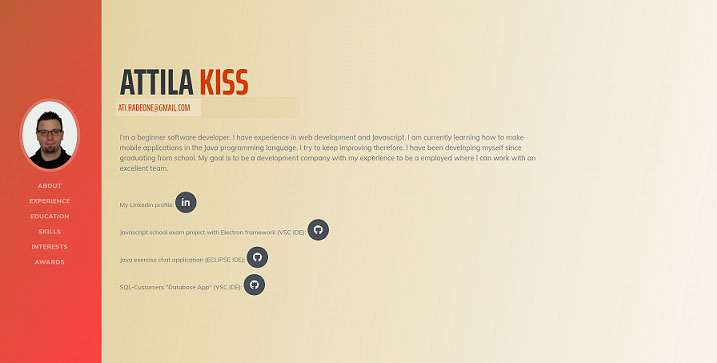 ATTILA KISS
ATI.RADEONE@GMAIL.COM
I'm a beginner software developer. I have experience in web development and Javascript. I am currently learning how to make
mobile applications in the Java programming language. I try to keep improving therefore, I have been developing myself since
graduating from school. My goal is to be a development company with my experience to be a employed where I can work with an
excellent team.
ABOUT
EXPERIENCE
EDUCATION
SKILLS
INTERESTS
AWARDS
My Linkedin profile: in
Javascript school exam project with Electron framework (VSC IDE):
Java exercise chat application (ECLIPSE IDE):
SQL-Customers "Database App" (VSC IDE):